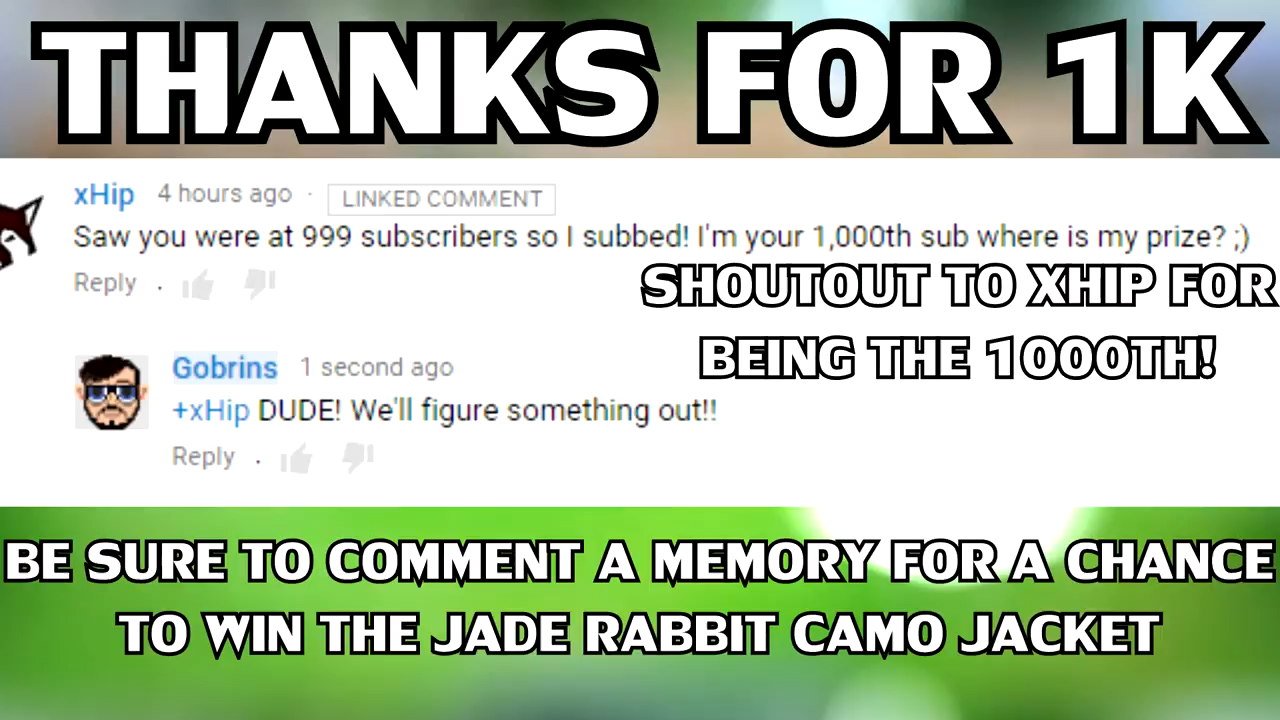 THANKS FOR 1K
xHip 4 hours ago · LINKED COMMENT
Saw you were at 999 subscribers so I subbed! I'm your 1,000th sub where is my prize? ;)
Reply .
SHOUTOUT TO XHIP FOR
BEING THE 1000TH!
Gobrins 1 second ago
+xHip DUDE! We'll figure something out!!
Reply .
BE SURE TO COMMENT A MEMORY FOR A CHANCE
TO WIN THE JADE RABBIT CAMO JACKET